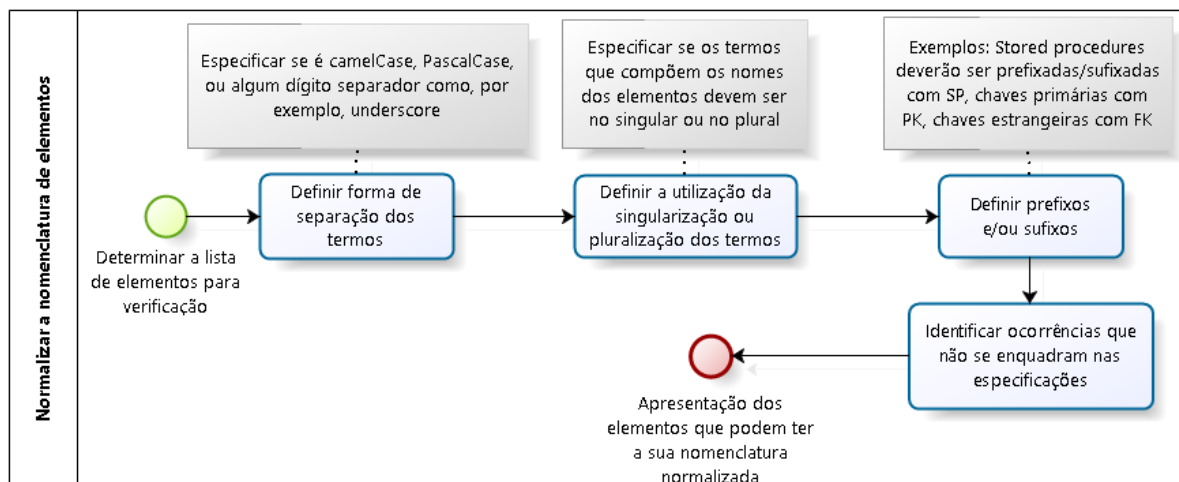 Normalizar a nomenclatura de elementos
Especificar se é camelCase, PascalCase,
ou algum dígito separador como, por
exemplo, underscore
Especificar se os termos
que compõem os nomes
dos elementos devem ser
no singular ou no plural
Exemplos: Stored procedures
deverão ser prefixadas/sufixadas
com SP, chaves primárias com
PK, chaves estrangeiras com FK
Determinar a lista
de elementos para
verificação
Definir forma de
separação dos
termos
Definir a utilização da
singularização ou
pluralização dos termos
Definir prefixos
e/ou sufixos
Identificar ocorrências que
não se enquadram nas
especificações
Apresentação dos
elementos que podem ter
a sua nomenclatura
normalizada